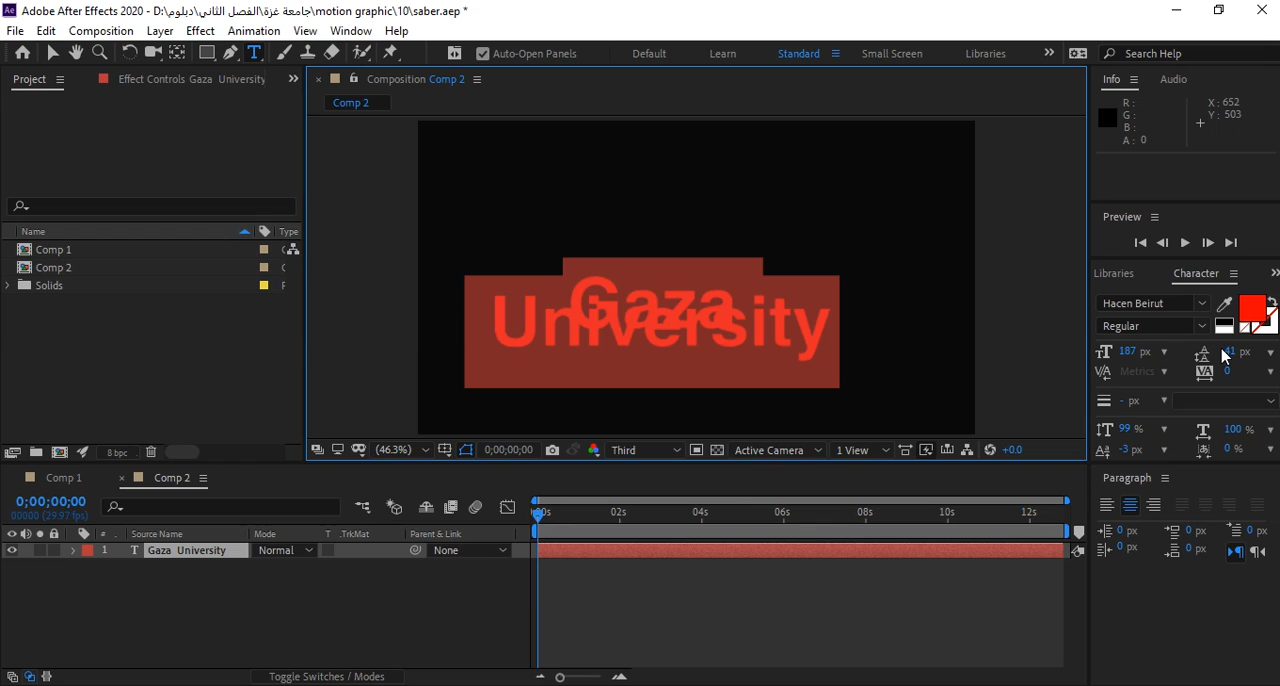 Adobe After Effects 2020 - D:\دبلوم\الفصل الثاني\جامعة غزة\motion graphic\10\saber.aep *
File Edit Composition Layer Effect Animation View Window Help
Auto-Open Panels Default Learn Standard Small Screen Libraries Search Help
Project Effect Controls Gaza University
Composition Comp 2
Info Audio
Comp 2
R: X: 652
G: Y: 503
B:
A: 0
Preview
Name Type
Comp 1
Comp 2
Solids F
Gaza
University
Libraries Character
Hacen Beirut
Regular
187 px 41 px
Metrics 0
- px
99 % 100 %
-3 px 0 %
8 bpc
(46.3%) 0;00;00;00 Third Active Camera 1 View +0.0
Comp 1 Comp 2
Paragraph
0;00;00;00
00000 (29.97 fps)
00s 02s 04s 06s 08s 10s 12s
# Source Name Mode T .TrkMat Parent & Link
1 T Gaza University Normal None
0 px 0 px 0 px
0 px 0 px
Toggle Switches / Modes